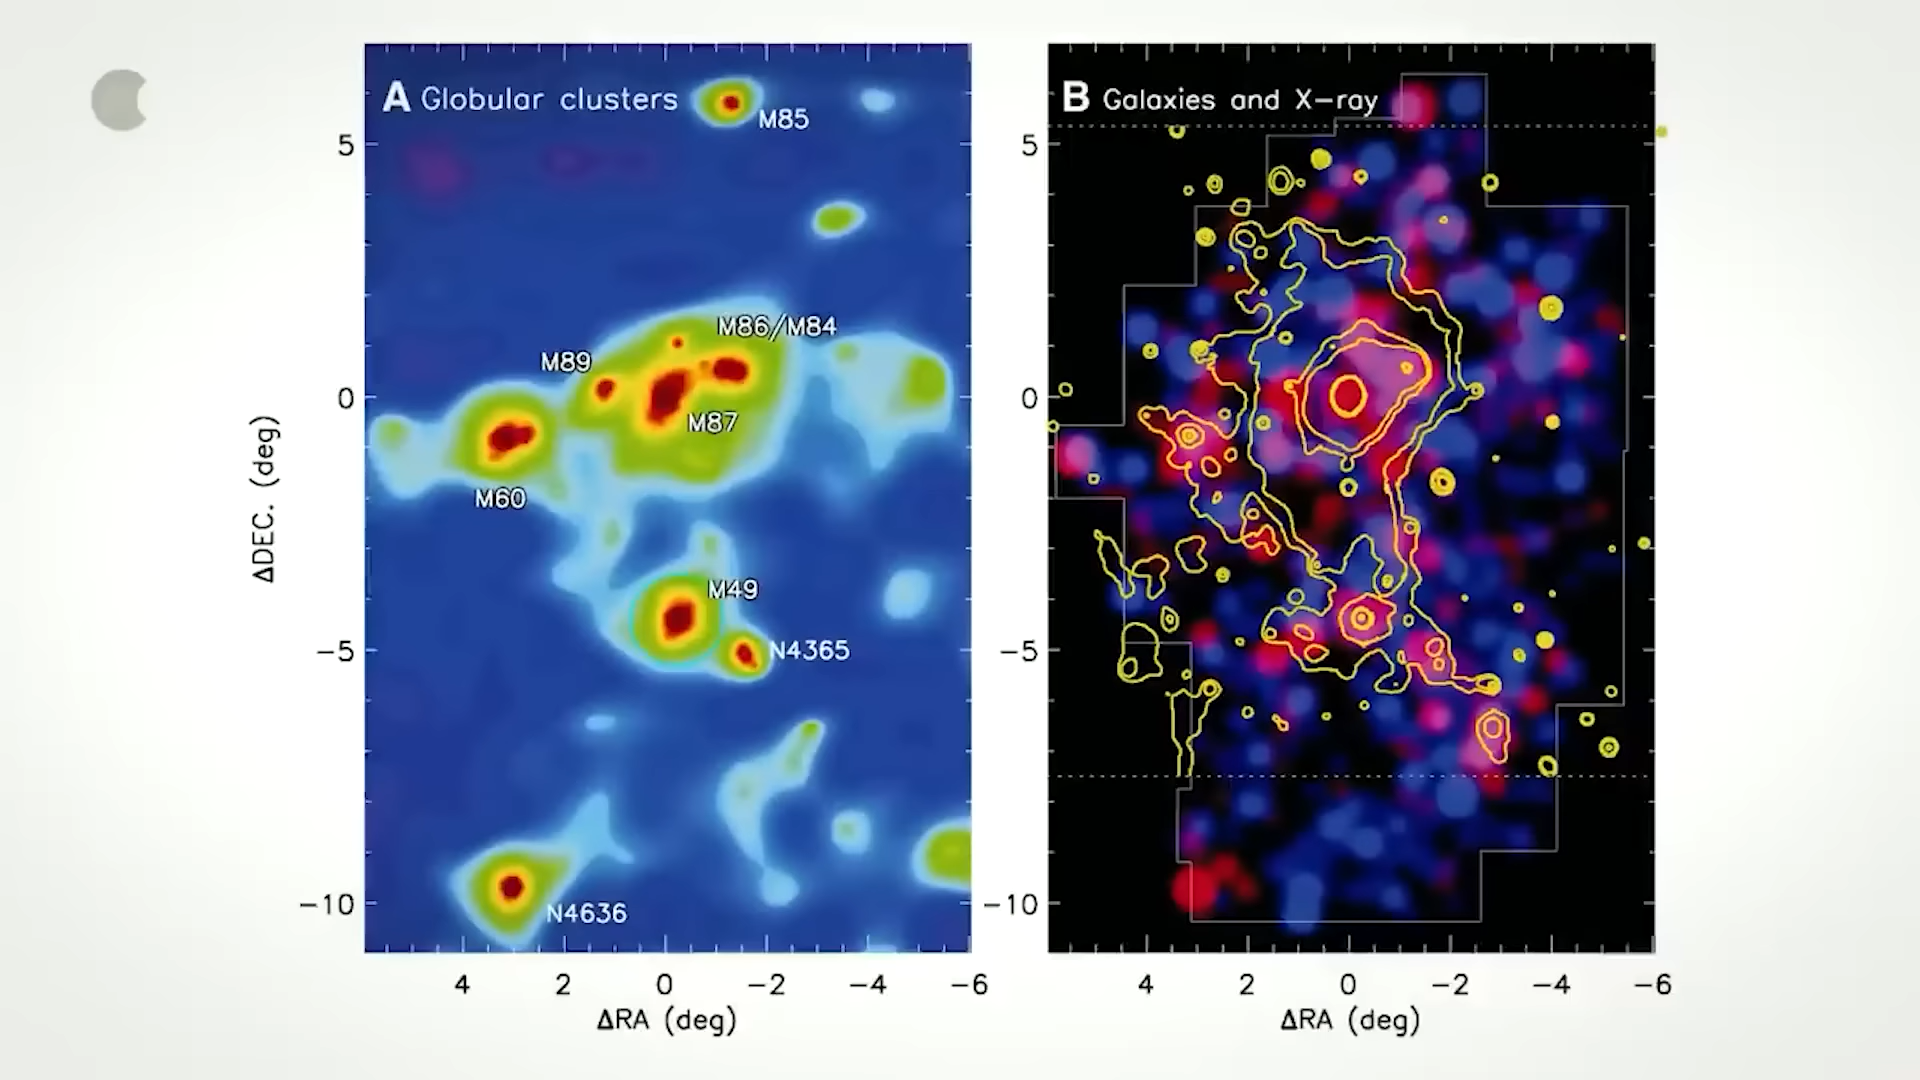 A Globular clusters
M85
M86/M84
M89
M87
M60
M49
N4365
N4636
5
0
−5
−10
ΔDEC. (deg)
4 2 0 −2 −4 −6
ΔRA (deg)
B Galaxies and X−ray
5
0
−5
−10
4 2 0 −2 −4 −6
ΔRA (deg)